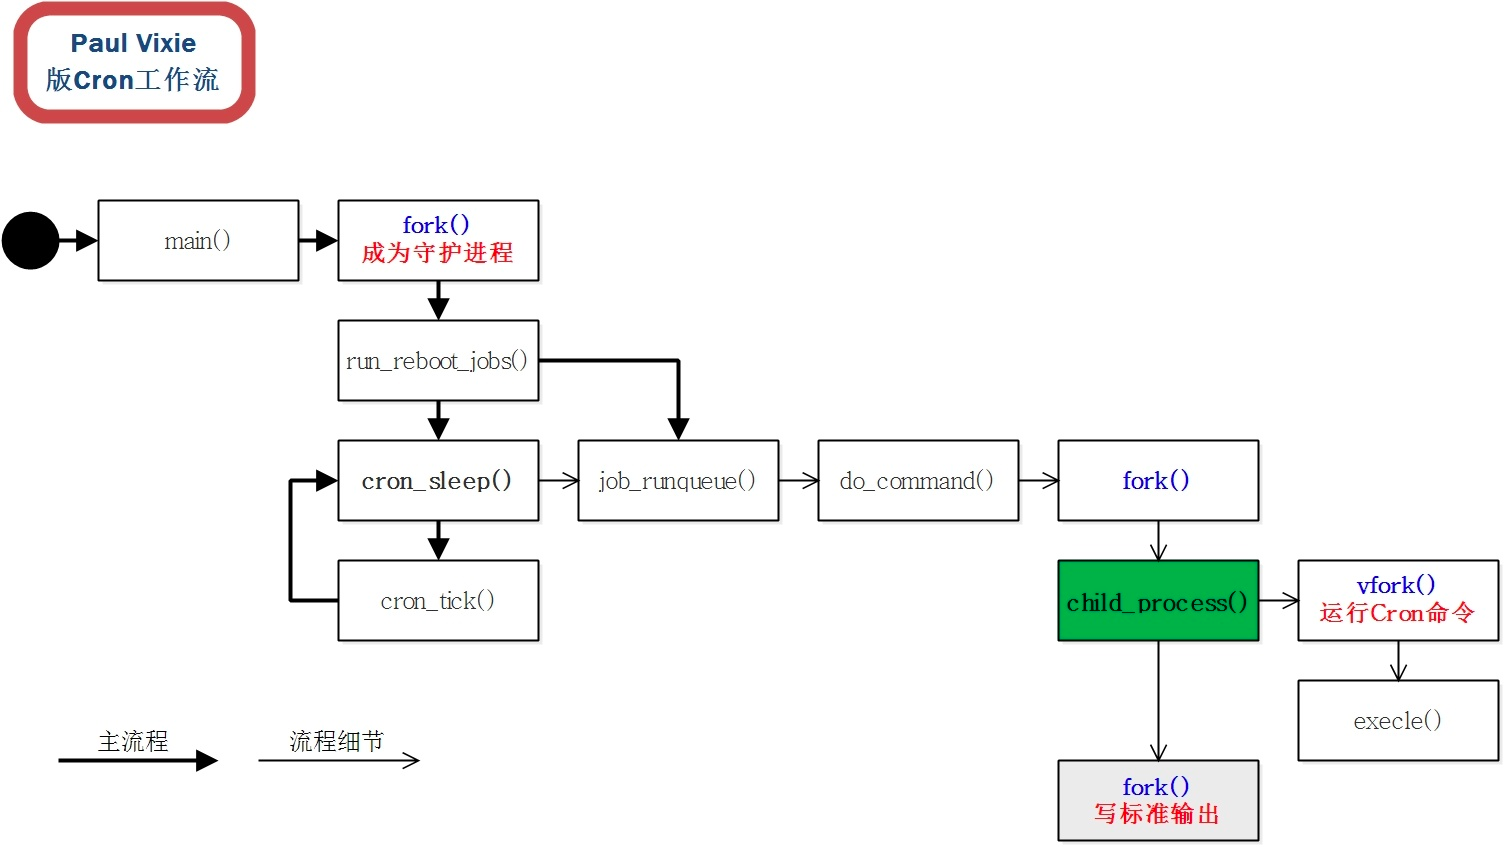 Paul Vixie
版Cron工作流
main()
fork()
成为守护进程
run_reboot_jobs()
cron_sleep()
job_runqueue()
do_command()
fork()
cron_tick()
child_process()
vfork()
运行Cron命令
execle()
主流程
流程细节
fork()
写标准输出